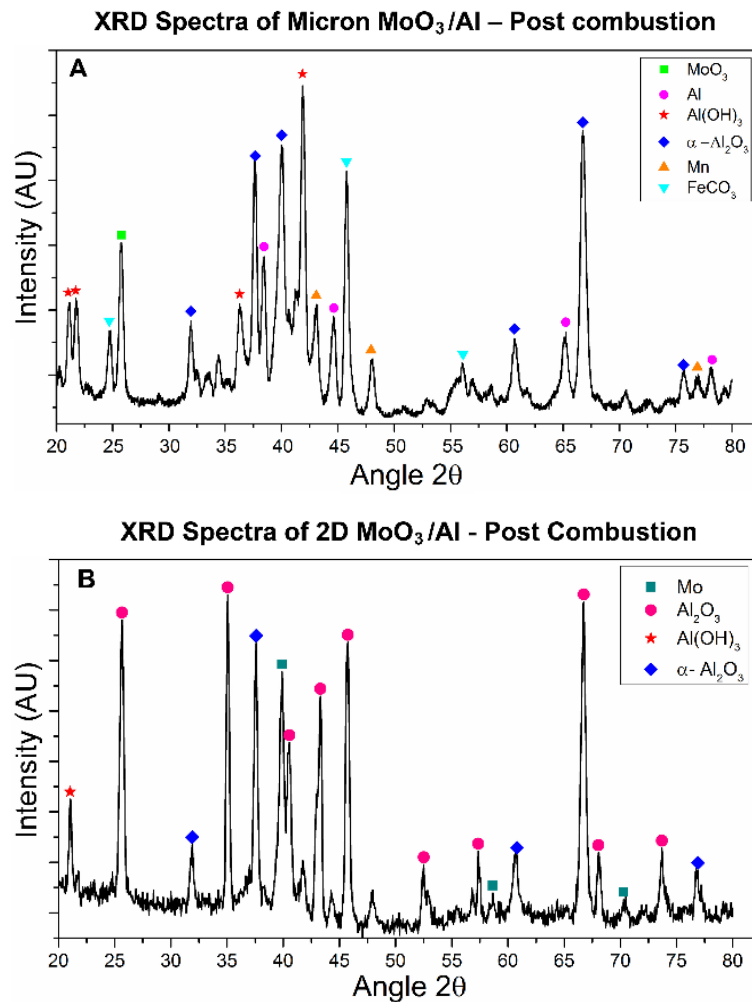 XRD Spectra of Micron MoO₃/Al – Post combustion
A
MoO₃
Al
Al(OH)₃
α –Al₂O₃
Mn
FeCO₃
Intensity (AU)
20 25 30 35 40 45 50 55 60 65 70 75 80
Angle 2θ
XRD Spectra of 2D MoO₃/Al - Post Combustion
B
Mo
Al₂O₃
Al(OH)₃
α- Al₂O₃
Intensity (AU)
20 25 30 35 40 45 50 55 60 65 70 75 80
Angle 2θ